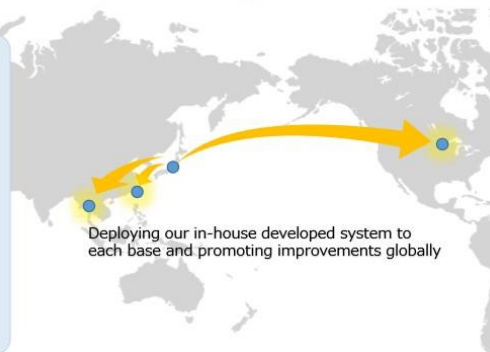 Deploying our in-house developed system to
each base and promoting improvements globally